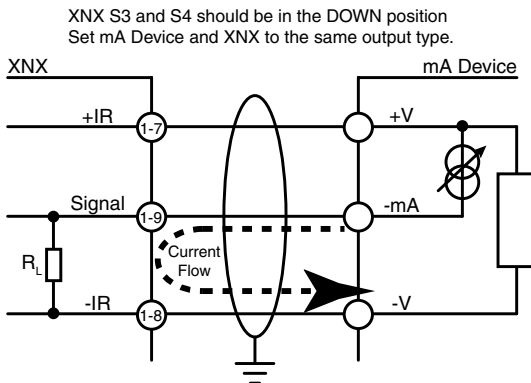 XNX S3 and S4 should be in the DOWN position
Set mA Device and XNX to the same output type.
XNX
mA Device
+IR
1-7
+V
Signal
1-9
-mA
Current
Flow
RL
-IR
1-8
-V